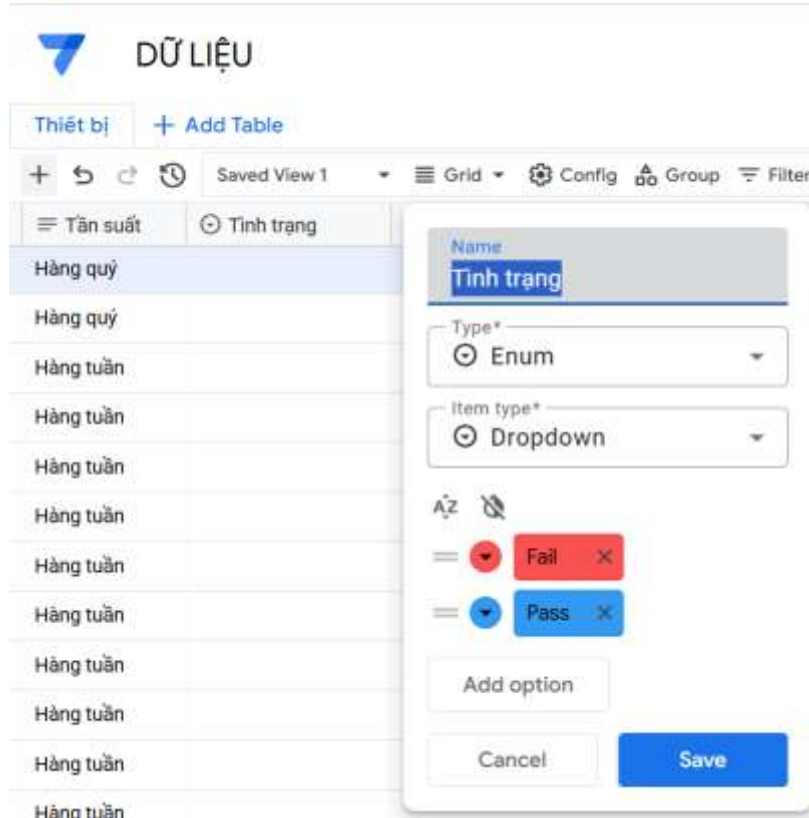 DỮ LIỆU
Thiết bị + Add Table
Saved View 1 Grid Config Group Filter
Tần suất Tình trạng
Hàng quý
Hàng quý
Hàng tuần
Hàng tuần
Hàng tuần
Hàng tuần
Hàng tuần
Hàng tuần
Hàng tuần
Hàng tuần
Hàng tuần
Hàng tuần
Name
Tình trạng
Type*
Enum
Item type*
Dropdown
AZ
Fail
Pass
Add option
Cancel Save